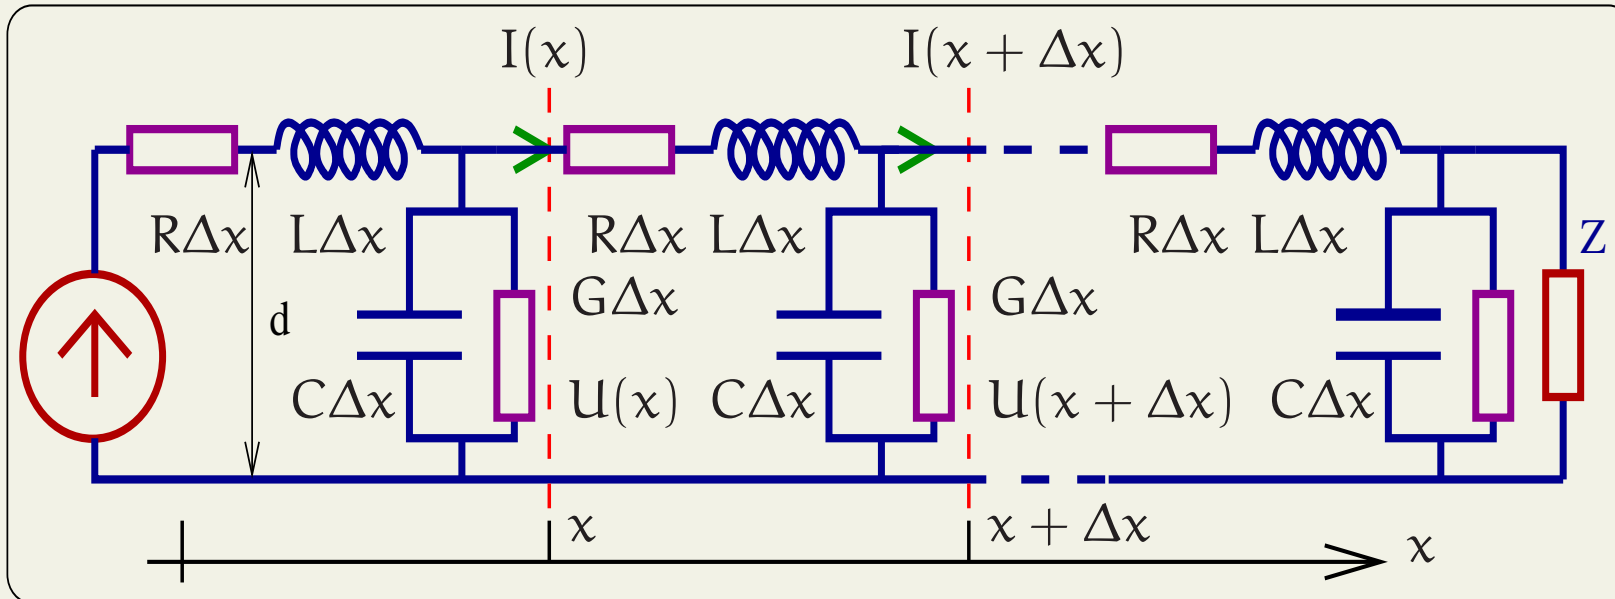 I(x) I(x + Δx)
RΔx LΔx RΔx LΔx RΔx LΔx Z
d GΔx GΔx
CΔx U(x) CΔx U(x + Δx) CΔx
x x + Δx
x